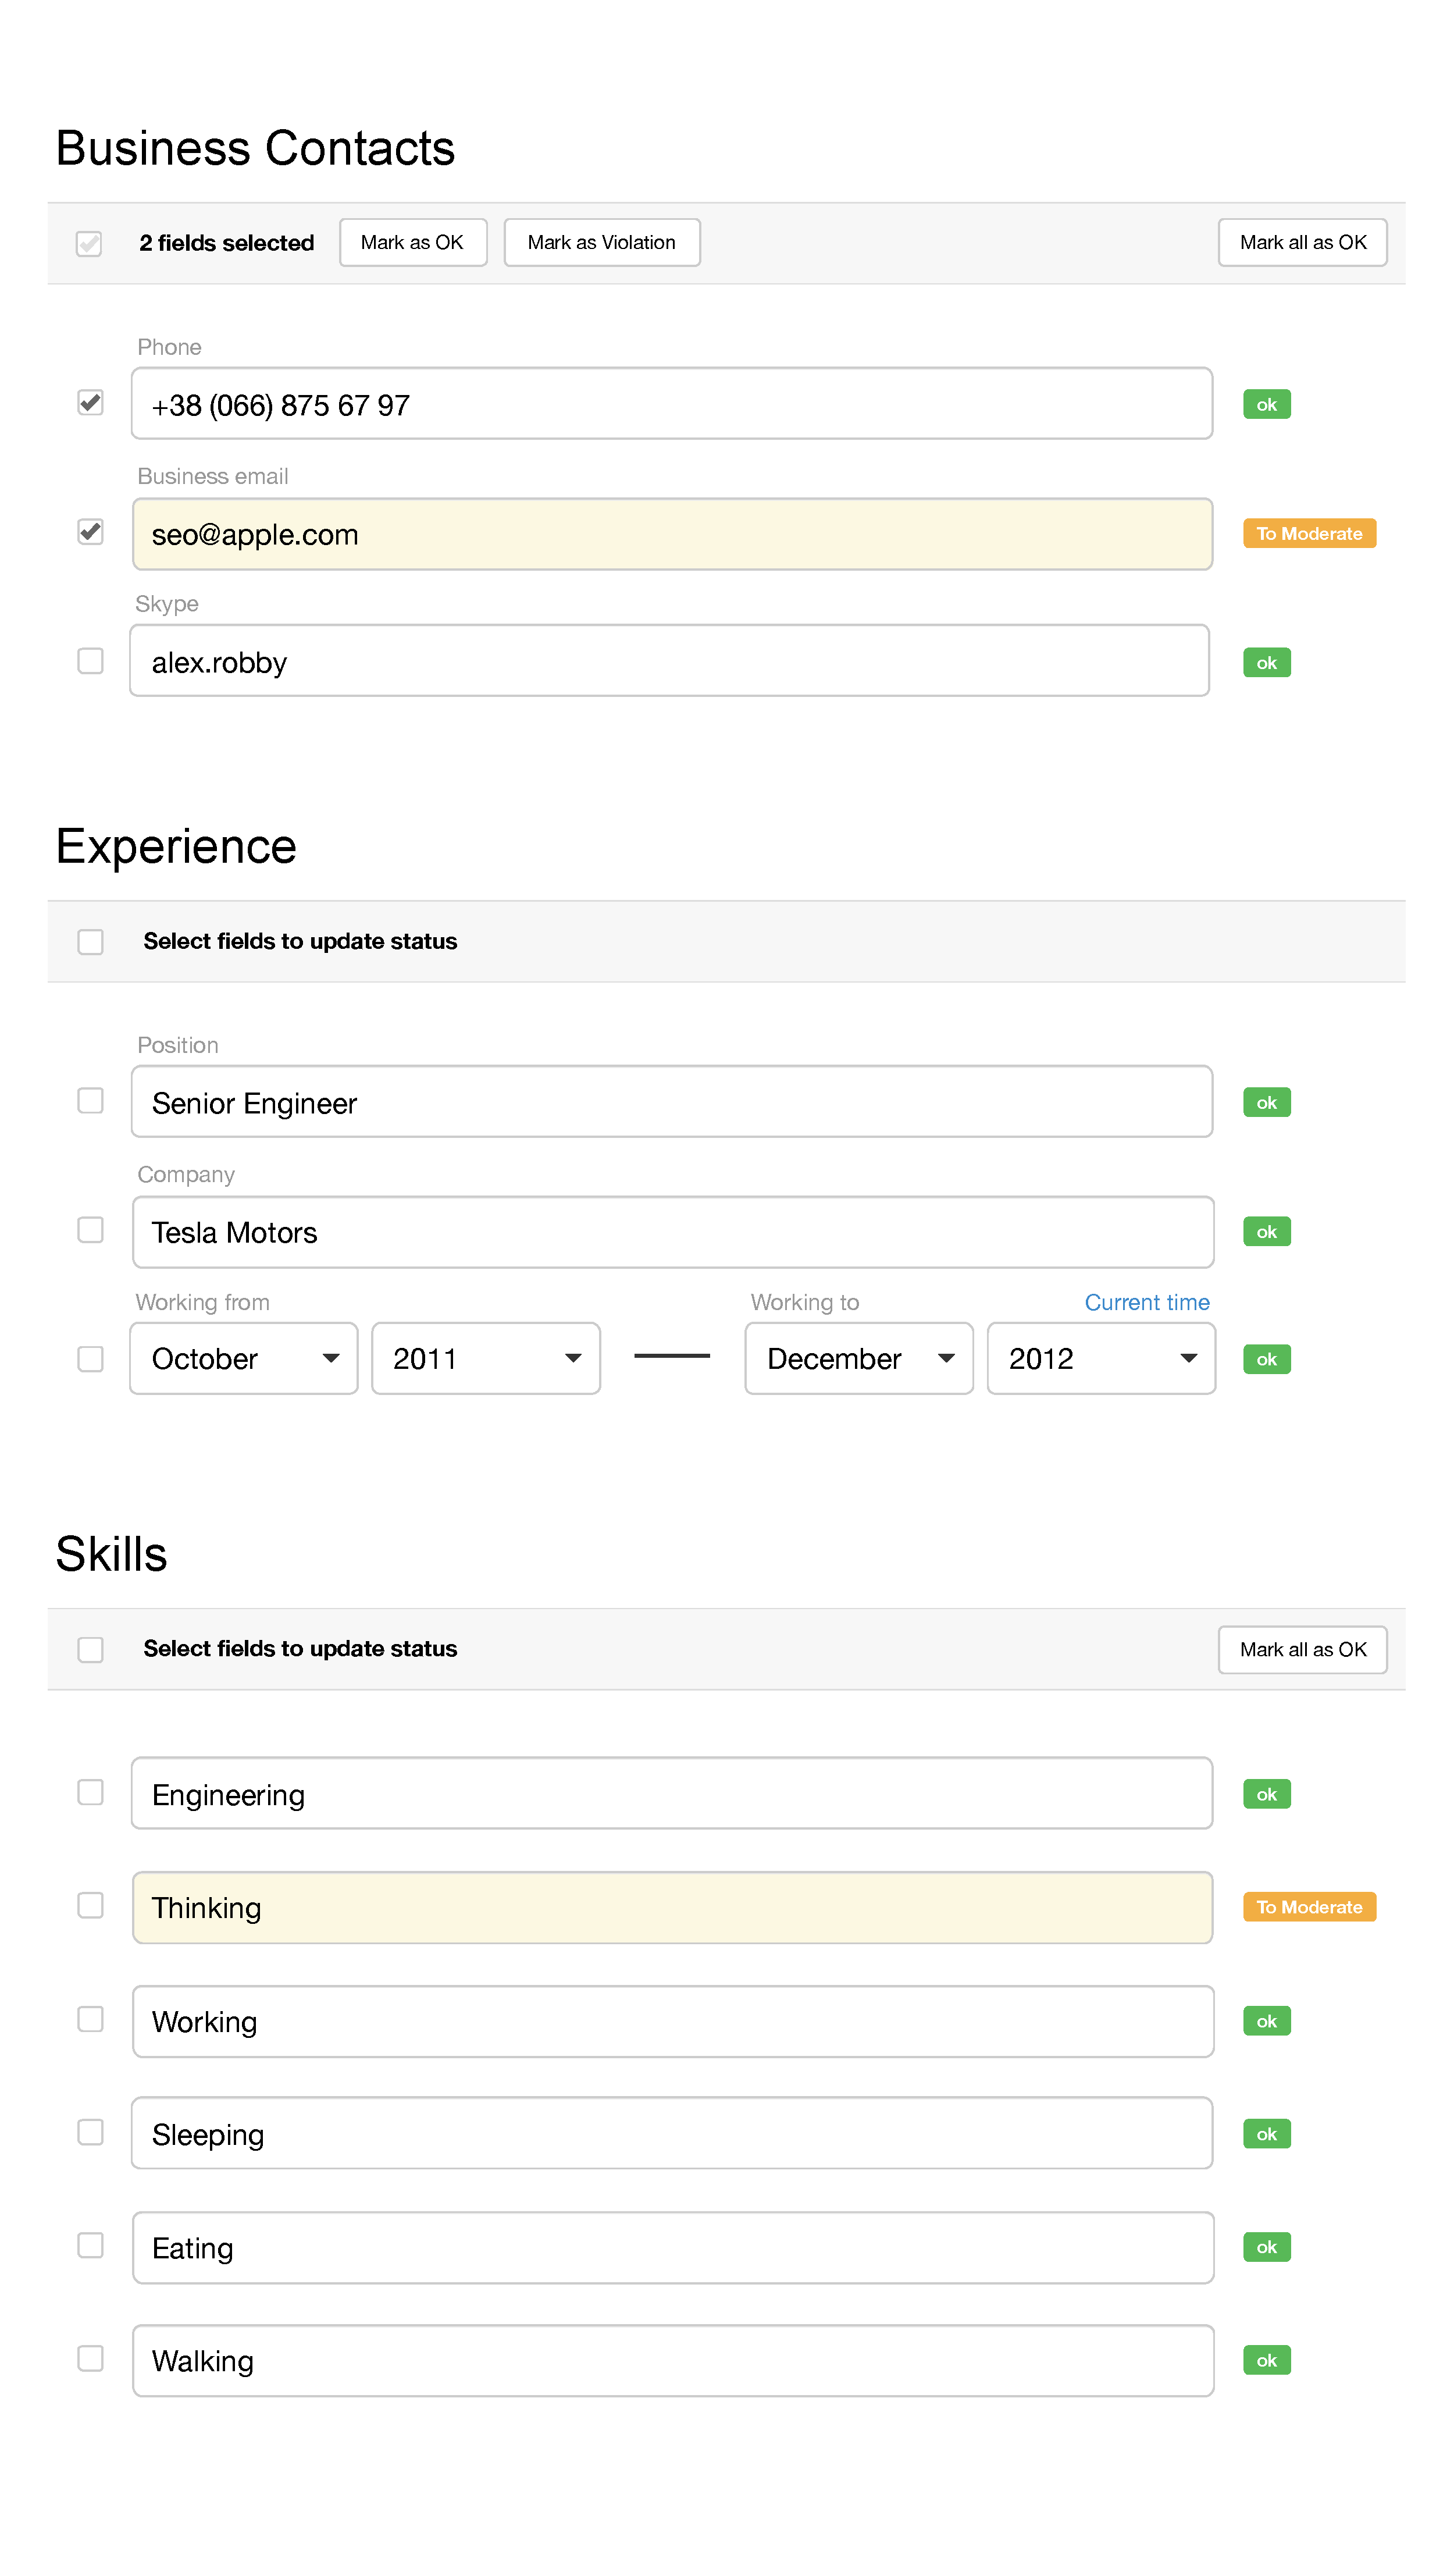 Business Contacts
2 fields selected Mark as OK Mark as Violation Mark all as OK
Phone
+38 (066) 875 67 97 ok
Business email
seo@apple.com To Moderate
Skype
alex.robby ok
Experience
Select fields to update status
Position
Senior Engineer ok
Company
Tesla Motors ok
Working from Working to Current time
October 2011 December 2012 ok
Skills
Select fields to update status Mark all as OK
Engineering ok
Thinking To Moderate
Working ok
Sleeping ok
Eating ok
Walking ok